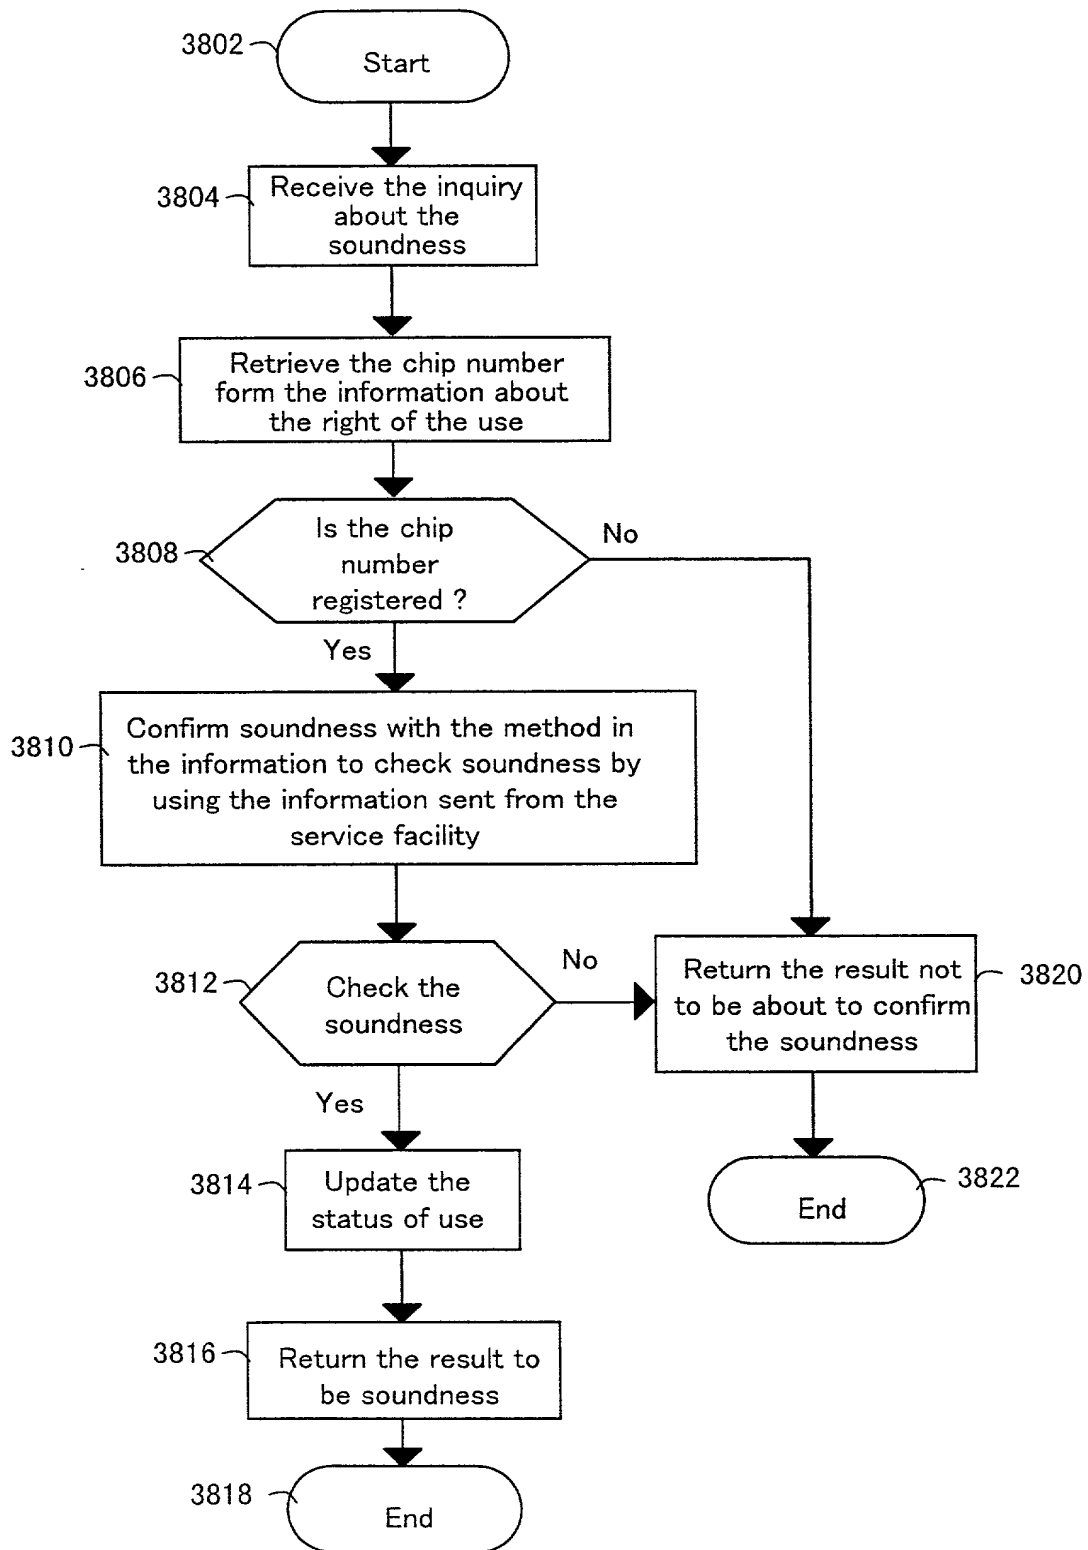 3802
Start
3804
Receive the inquiry
about the
soundness
3806
Retrieve the chip number
form the information about
the right of the use
3808
Is the chip
number
registered ?
No
Yes
3810
Confirm soundness with the method in
the information to check soundness by
using the information sent from the
service facility
3812
Check the
soundness
No
Yes
3820
Return the result not
to be about to confirm
the soundness
3814
Update the
status of use
3822
End
3816
Return the result to
be soundness
3818
End